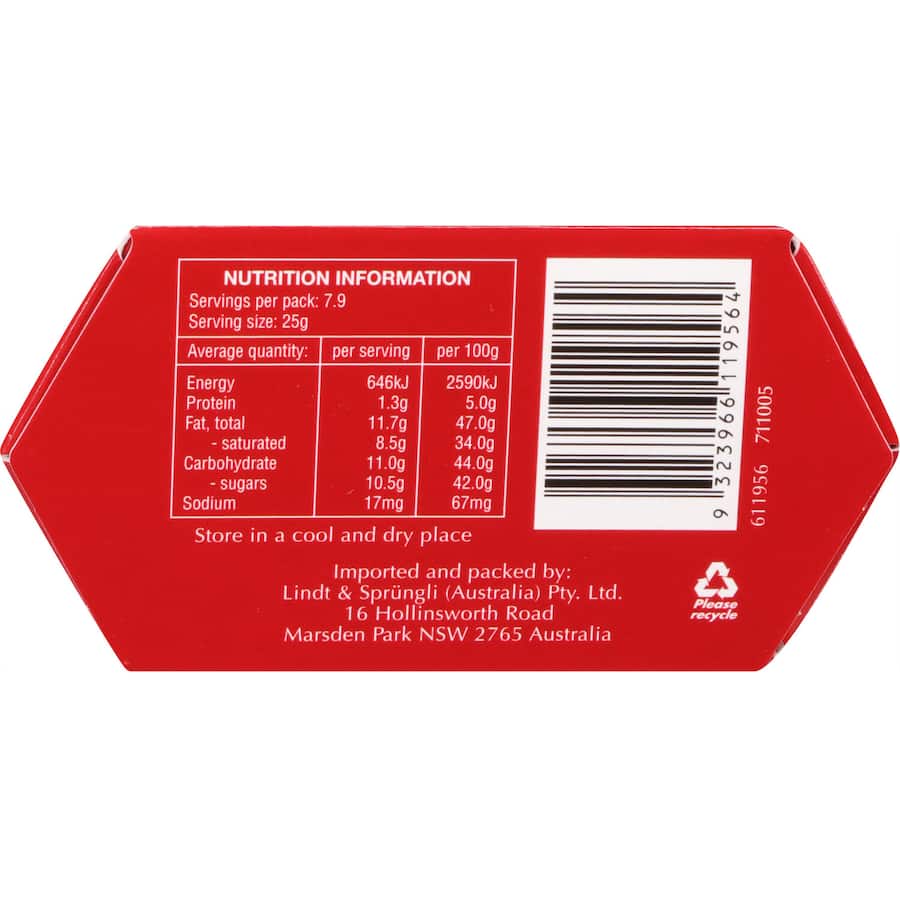 NUTRITION INFORMATION
Servings per pack: 7.9
Serving size: 25g
Average quantity: per serving per 100g
Energy 646kJ 2590kJ
Protein 1.3g 5.0g
Fat, total 11.7g 47.0g
- saturated 8.5g 34.0g
Carbohydrate 11.0g 44.0g
- sugars 10.5g 42.0g
Sodium 17mg 67mg
Store in a cool and dry place
Imported and packed by:
Lindt & Sprüngli (Australia) Pty. Ltd.
16 Hollinsworth Road
Marsden Park NSW 2765 Australia
9 323966 119564
611956 711005
Please
recycle